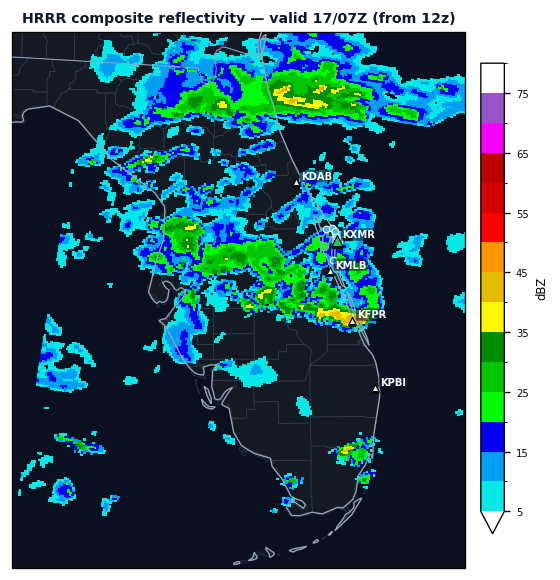 HRRR composite reflectivity — valid 17/07Z (from 12z)
KDAB
KXMR
KMLB
KFPR
KPBI
75
65
55
45
35
25
15
5
dBZ